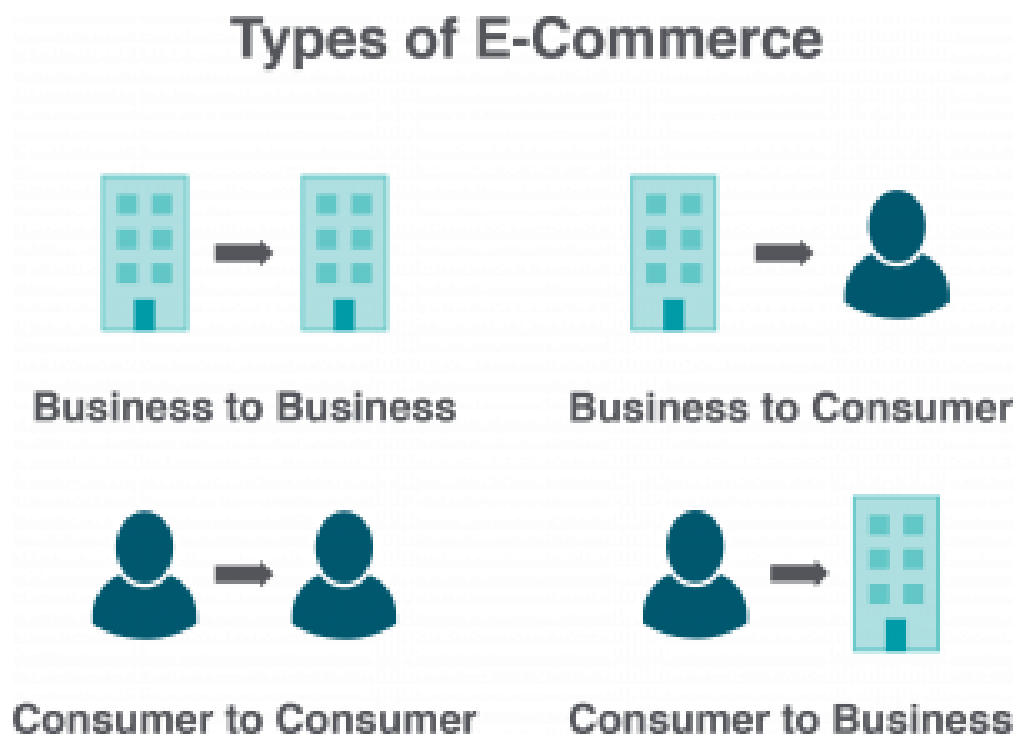 Types of E-Commerce
Business to Business
Business to Consumer
Consumer to Consumer
Consumer to Business